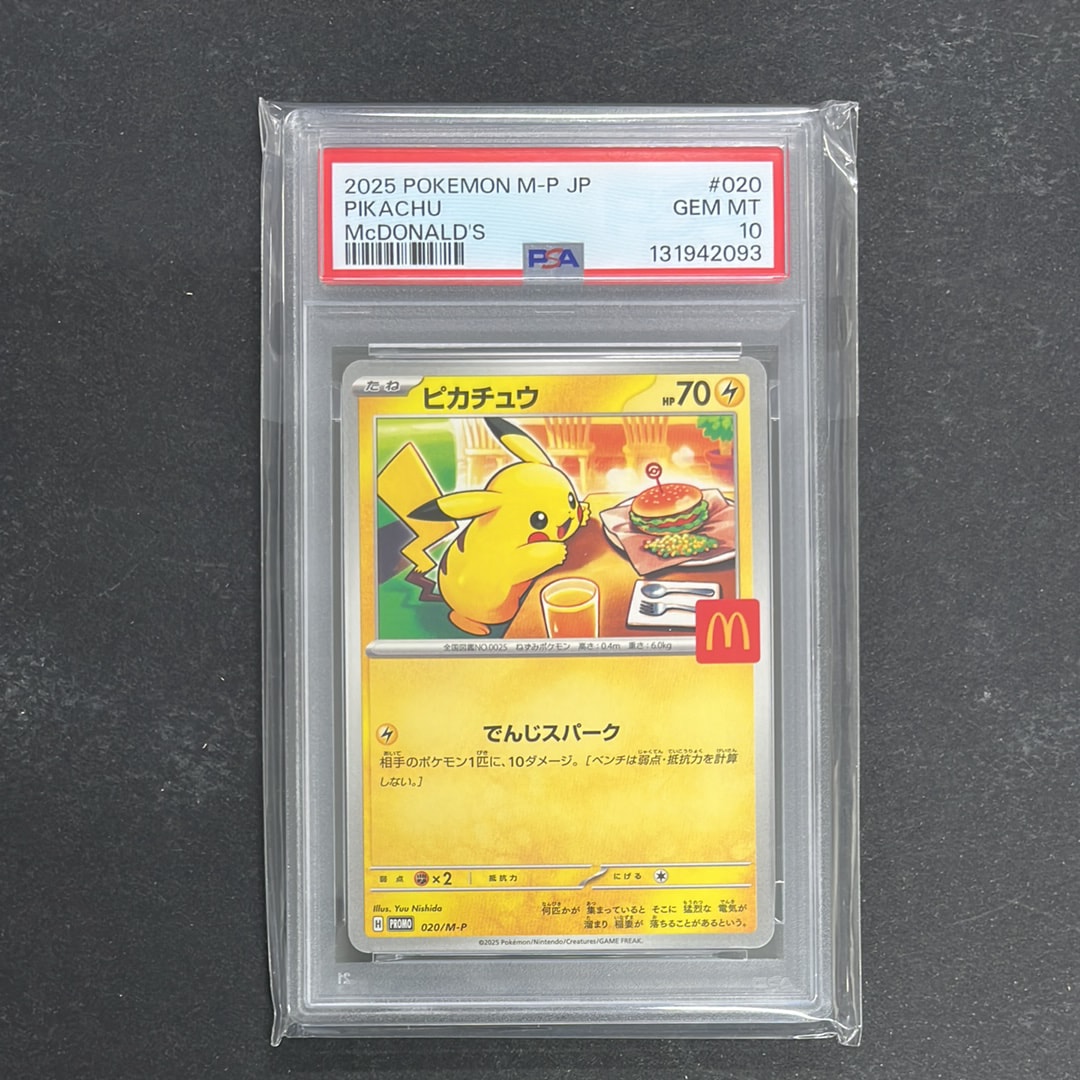 2025 POKEMON M-P JP #020
PIKACHU GEM MT
McDONALD'S 10
PSA 131942093
たね ピカチュウ HP70
全国図鑑NO.0025 ねずみポケモン 高さ:0.4m 重さ:6.0kg
でんじスパーク
相手のポケモン1匹に、10ダメージ。[ベンチは弱点・抵抗力を計算
しない。]
弱点 ×2 抵抗力 にげる
Illus. Yuu Nishida
何匹かが 集まっていると そこに 猛烈な 電気が
溜まり 稲妻が 落ちることがあるという。
H PROMO 020/M-P
©2025 Pokémon/Nintendo/Creatures/GAME FREAK.